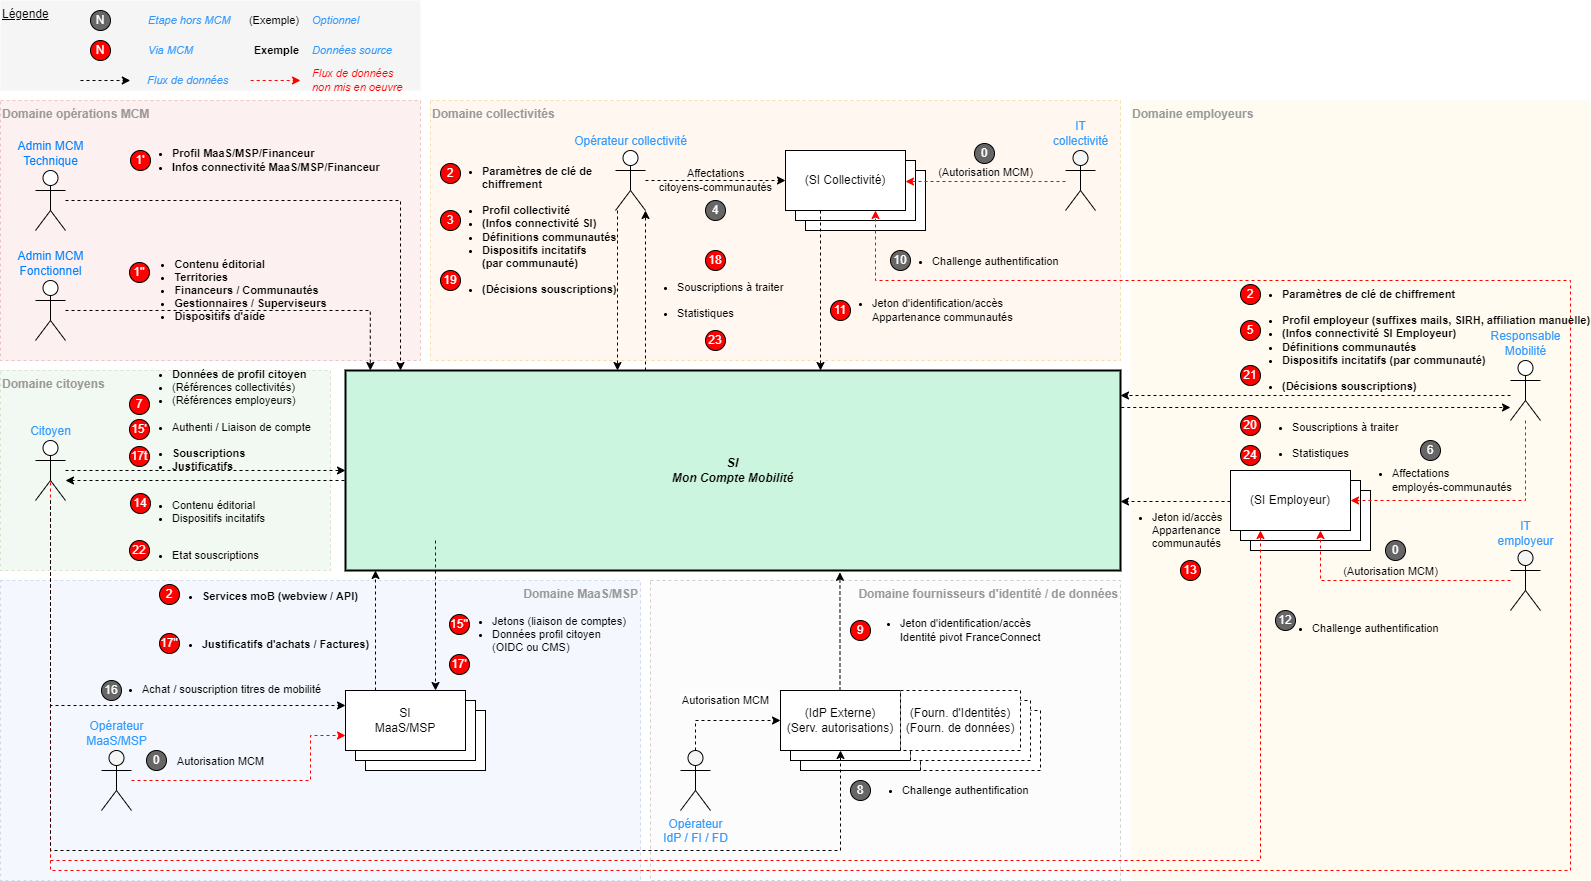 Légende
N
Etape hors MCM
(Exemple)
Optionnel
N
Via MCM
Exemple
Données source
Flux de données
Flux de données
non mis en oeuvre
Domaine opérations MCM
Admin MCM
Technique
1'
Profil MaaS/MSP/Financeur
Infos connectivité MaaS/MSP/Financeur
Admin MCM
Fonctionnel
1"
Contenu éditorial
Territoires
Financeurs / Communautés
Gestionnaires / Superviseurs
Dispositifs d'aide
Domaine collectivités
Opérateur collectivité
2
Paramètres de clé de
chiffrement
3
Profil collectivité
(Infos connectivité SI)
Définitions communautés
Dispositifs incitatifs
(par communauté)
19
(Décisions souscriptions)
Affectations
citoyens-communautés
4
18
Souscriptions à traiter
Statistiques
23
(SI Collectivité)
0
(Autorisation MCM)
IT
collectivité
10
Challenge authentification
11
Jeton d'identification/accès
Appartenance communautés
Domaine employeurs
2
Paramètres de clé de chiffrement
5
Profil employeur (suffixes mails, SIRH, affiliation manuelle)
(Infos connectivité SI Employeur)
Définitions communautés
Dispositifs incitatifs (par communauté)
21
(Décisions souscriptions)
Responsable
Mobilité
20
Souscriptions à traiter
24
Statistiques
6
Affectations
employés-communautés
(SI Employeur)
Jeton id/accès
Appartenance
communautés
13
0
(Autorisation MCM)
IT
employeur
12
Challenge authentification
Domaine citoyens
Citoyen
Données de profil citoyen
(Références collectivités)
(Références employeurs)
7
15'
Authenti / Liaison de compte
17t
Souscriptions
Justificatifs
14
Contenu éditorial
Dispositifs incitatifs
22
Etat souscriptions
SI
Mon Compte Mobilité
Domaine MaaS/MSP
2
Services moB (webview / API)
17"
Justificatifs d'achats / Factures)
15"
Jetons (liaison de comptes)
Données profil citoyen
(OIDC ou CMS)
17'
16
Achat / souscription titres de mobilité
Opérateur
MaaS/MSP
0
Autorisation MCM
SI
MaaS/MSP
Domaine fournisseurs d'identité / de données
9
Jeton d'identification/accès
Identité pivot FranceConnect
Autorisation MCM
(IdP Externe)
(Serv. autorisations)
(Fourn. d'Identités)
(Fourn. de données)
8
Challenge authentification
Opérateur
IdP / FI / FD